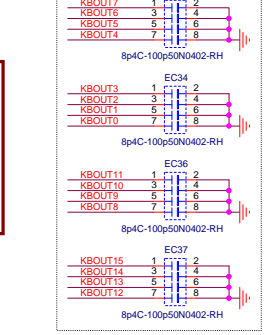 KBOUT7 1 2
KBOUT6 3 4
KBOUT5 5 6
KBOUT4 7 8
8p4C-100p50N0402-RH
EC34
KBOUT3 1 2
KBOUT2 3 4
KBOUT1 5 6
KBOUT0 7 8
8p4C-100p50N0402-RH
EC36
KBOUT11 1 2
KBOUT10 3 4
KBOUT9 5 6
KBOUT8 7 8
8p4C-100p50N0402-RH
EC37
KBOUT15 1 2
KBOUT14 3 4
KBOUT13 5 6
KBOUT12 7 8
8p4C-100p50N0402-RH